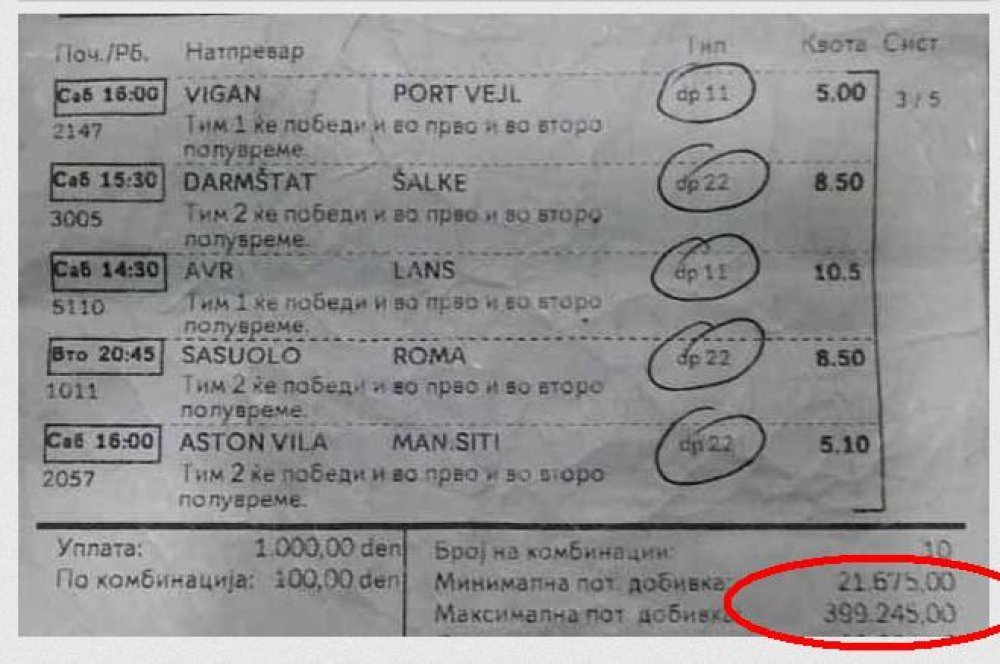 Поч./Рб. Натпревар Тип Квота Сист
Саб 16:00 VIGAN PORT VEJL dp 11 5.00 3 / 5
2147 Тим 1 ќе победи и во прво и во второ
полувреме.
Саб 15:30 DARMŠTAT ŠALKE dp 22 8.50
3005 Тим 2 ќе победи и во прво и во второ
полувреме.
Саб 14:30 AVR LANS dp 11 10.5
5110 Тим 1 ќе победи и во прво и во второ
полувреме.
Вто 20:45 SASUOLO ROMA dp 22 8.50
1011 Тим 2 ќе победи и во прво и во второ
полувреме.
Саб 16:00 ASTON VILA MAN.SITI dp 22 5.10
2057 Тим 2 ќе победи и во прво и во второ
полувреме.
Уплата: 1.000,00 den Број на комбинации: 10
По комбинација: 100,00 den Минимална пот. добивка: 21.675,00
Максимална пот. добивка: 399.245,00